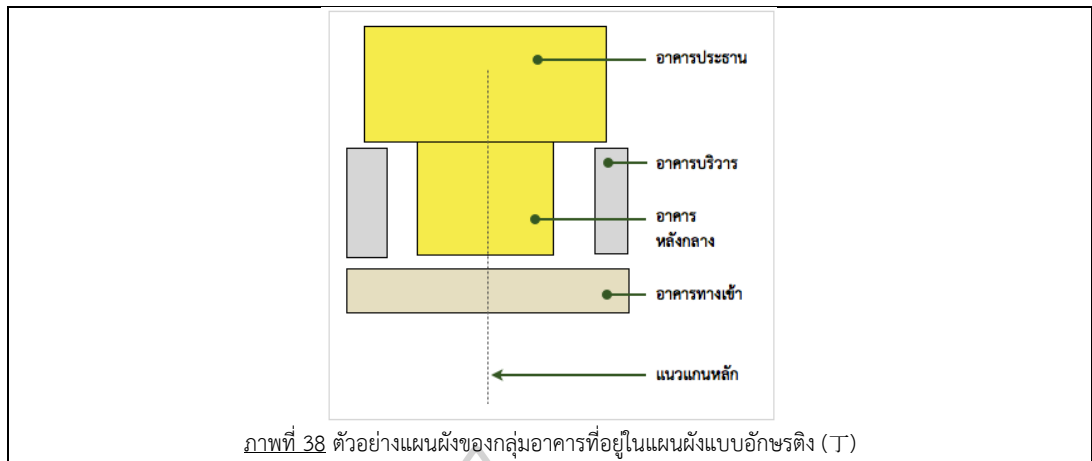 อาคารประธาน
อาคารบริวาร
อาคาร
หลังกลาง
อาคารทางเข้า
แนวแกนหลัก
ภาพที่ 38 ตัวอย่างแผนผังของกลุ่มอาคารที่อยู่ในแผนผังแบบอักษรติง (丁)